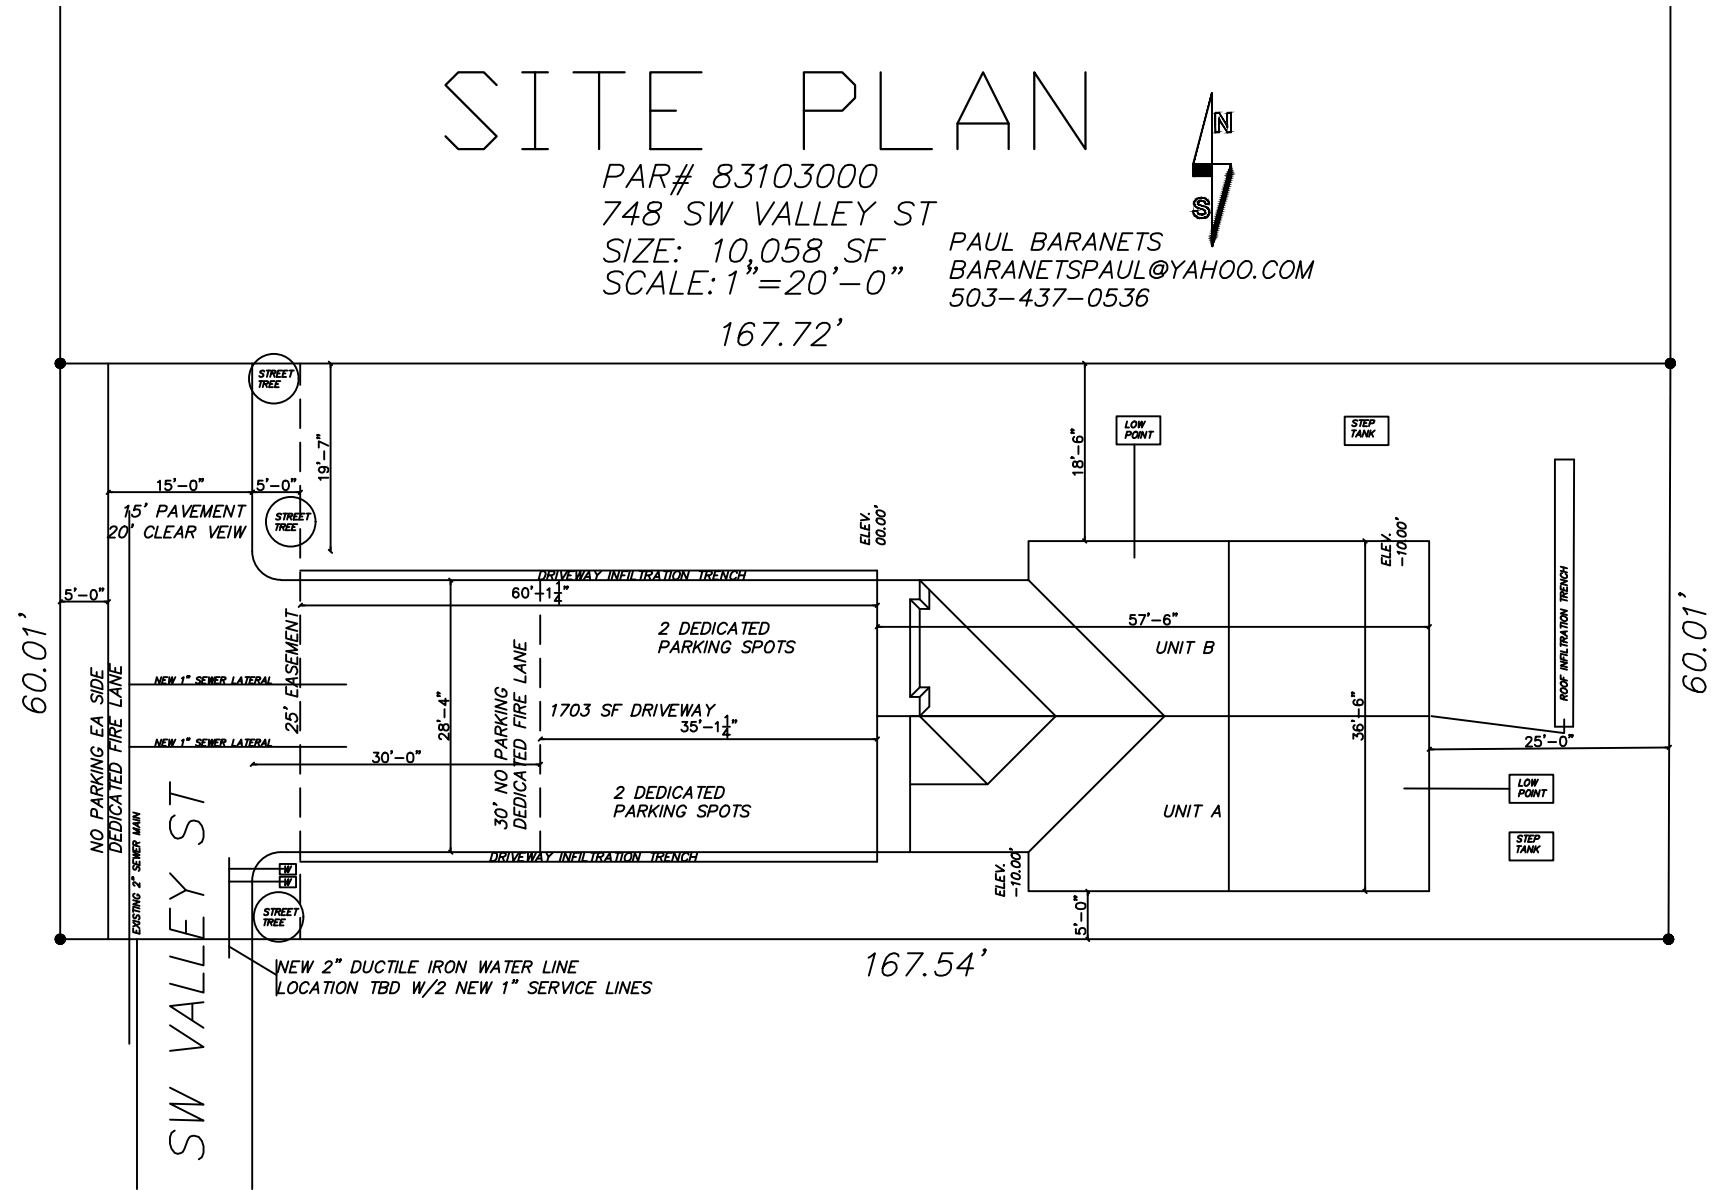 SITE PLAN
PAR# 83103000
748 SW VALLEY ST
SIZE: 10,058 SF
SCALE: 1"=20'-0"
N
S
PAUL BARANETS
BARANETSPAUL@YAHOO.COM
503-437-0536
167.72'
STREET
TREE
19'-7"
18'-6"
LOW
POINT
STEP
TANK
15'-0"
5'-0"
15' PAVEMENT
20' CLEAR VEIW
STREET
TREE
ELEV.
00.00'
ELEV.
-10.00'
DRIVEWAY INFILTRATION TRENCH
5'-0"
60'-1 1/4"
60.01'
60.01'
57'-6"
2 DEDICATED
PARKING SPOTS
UNIT B
ROOF INFILTRATION TRENCH
25' EASEMENT
NO PARKING EA SIDE
DEDICATED FIRE LANE
NEW 1" SEWER LATERAL
28'-4"
30' NO PARKING
DEDICATED FIRE LANE
1703 SF DRIVEWAY
35'-1 1/4"
36'-6"
NEW 1" SEWER LATERAL
30'-0"
25'-0"
2 DEDICATED
PARKING SPOTS
UNIT A
LOW
POINT
STEP
TANK
EXISTING 2" SEWER MAIN
DRIVEWAY INFILTRATION TRENCH
W
W
ELEV.
-10.00'
STREET
TREE
5'-0"
167.54'
NEW 2" DUCTILE IRON WATER LINE
LOCATION TBD W/2 NEW 1" SERVICE LINES
SW VALLEY ST